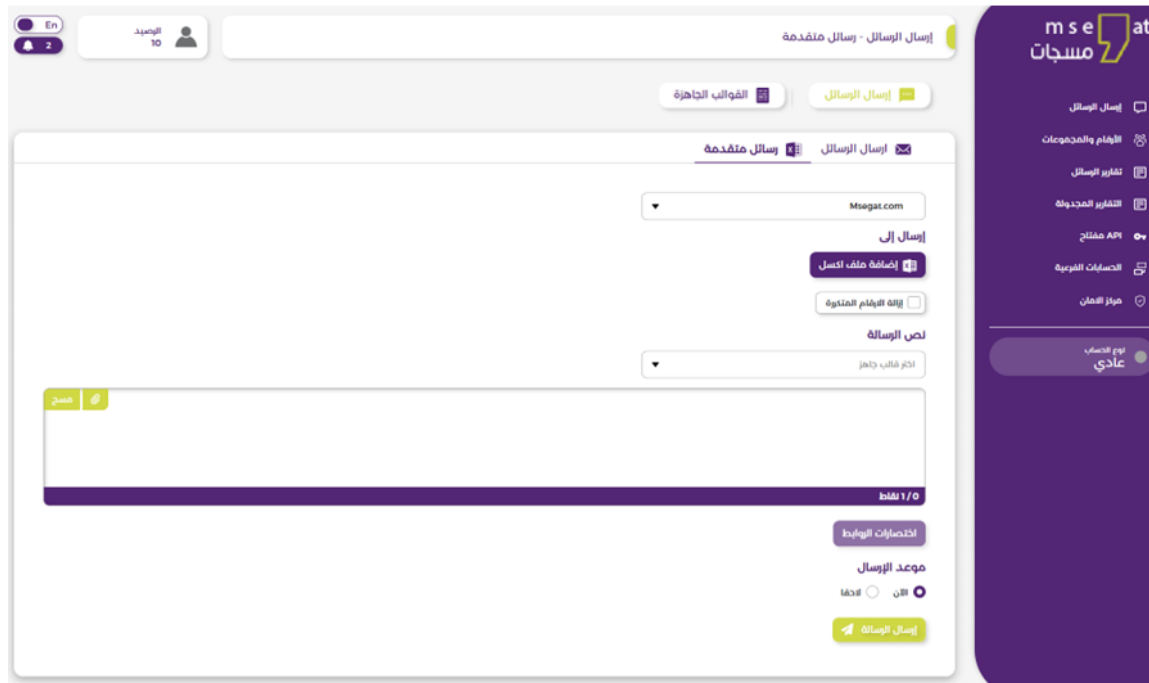 mse at
مسجات
إرسال الرسائل
الأرقام والمجموعات
تقارير الرسائل
التقارير المجدولة
مفتاح API
الحسابات الفرعية
مركز الامان
نوع الحساب
عادي
إرسال الرسائل - رسائل متقدمة
الرصيد
10
En
2
إرسال الرسائل
القوالب الجاهزة
ارسال الرسائل
رسائل متقدمة
Msegat.com
إرسال إلى
إضافة ملف اكسل
إزالة الارقام المتكررة
نص الرسالة
اختر قالب جاهز
مسح
0 / 1 نقاط
اختصارات الروابط
موعد الإرسال
الآن
لاحقا
إرسال الرسالة